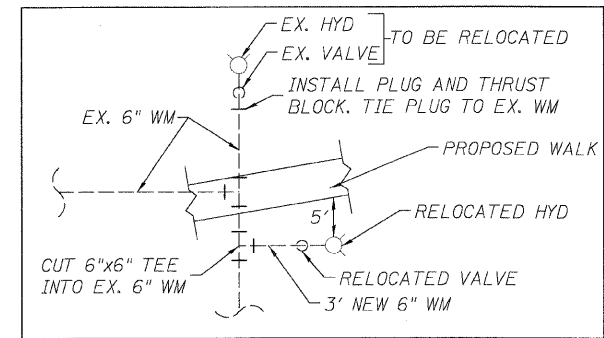 EX. HYD
EX. VALVE
TO BE RELOCATED
INSTALL PLUG AND THRUST
BLOCK. TIE PLUG TO EX. WM
EX. 6" WM
PROPOSED WALK
5'
RELOCATED HYD
CUT 6"x6" TEE
INTO EX. 6" WM
RELOCATED VALVE
3' NEW 6" WM